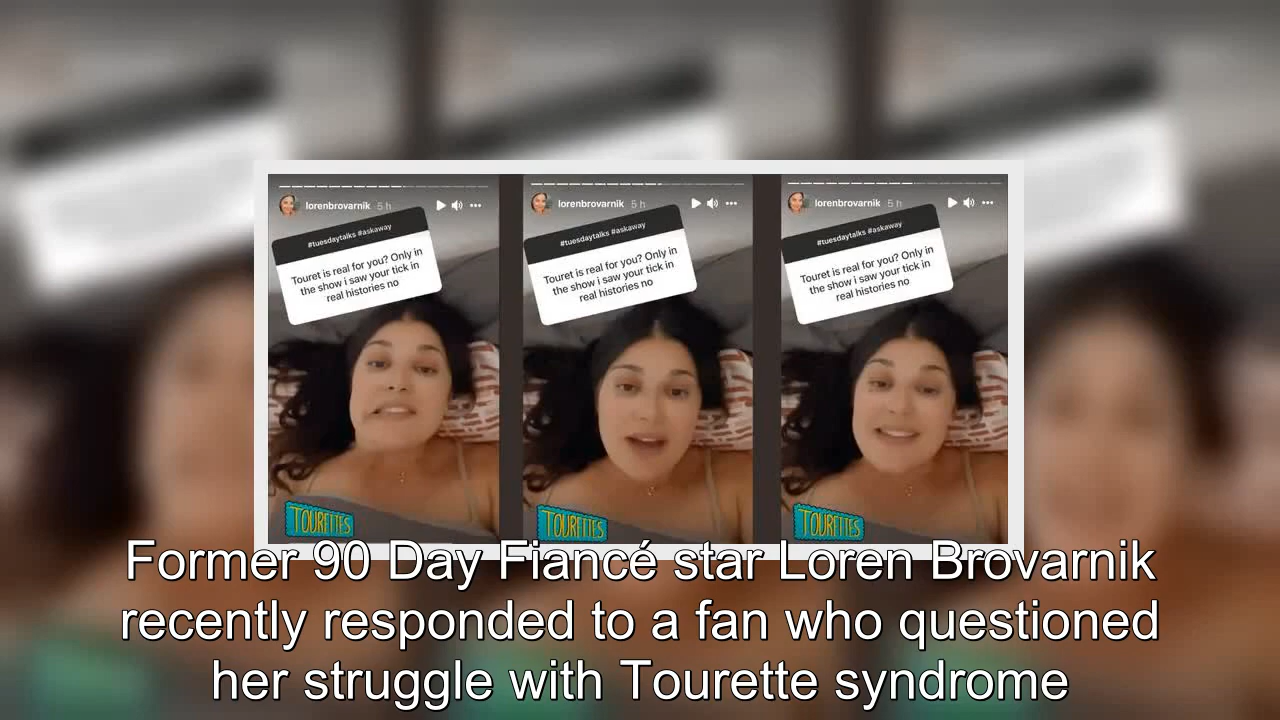 lorenbrovarnik 5 h
#tuesdaytalks #askaway
Touret is real for you? Only in
the show i saw your tick in
real histories no
TOURETTES
lorenbrovarnik 5 h
#tuesdaytalks #askaway
Touret is real for you? Only in
the show i saw your tick in
real histories no
TOURETTES
lorenbrovarnik 5 h
#tuesdaytalks #askaway
Touret is real for you? Only in
the show i saw your tick in
real histories no
TOURETTES
Former 90 Day Fiancé star Loren Brovarnik
recently responded to a fan who questioned
her struggle with Tourette syndrome